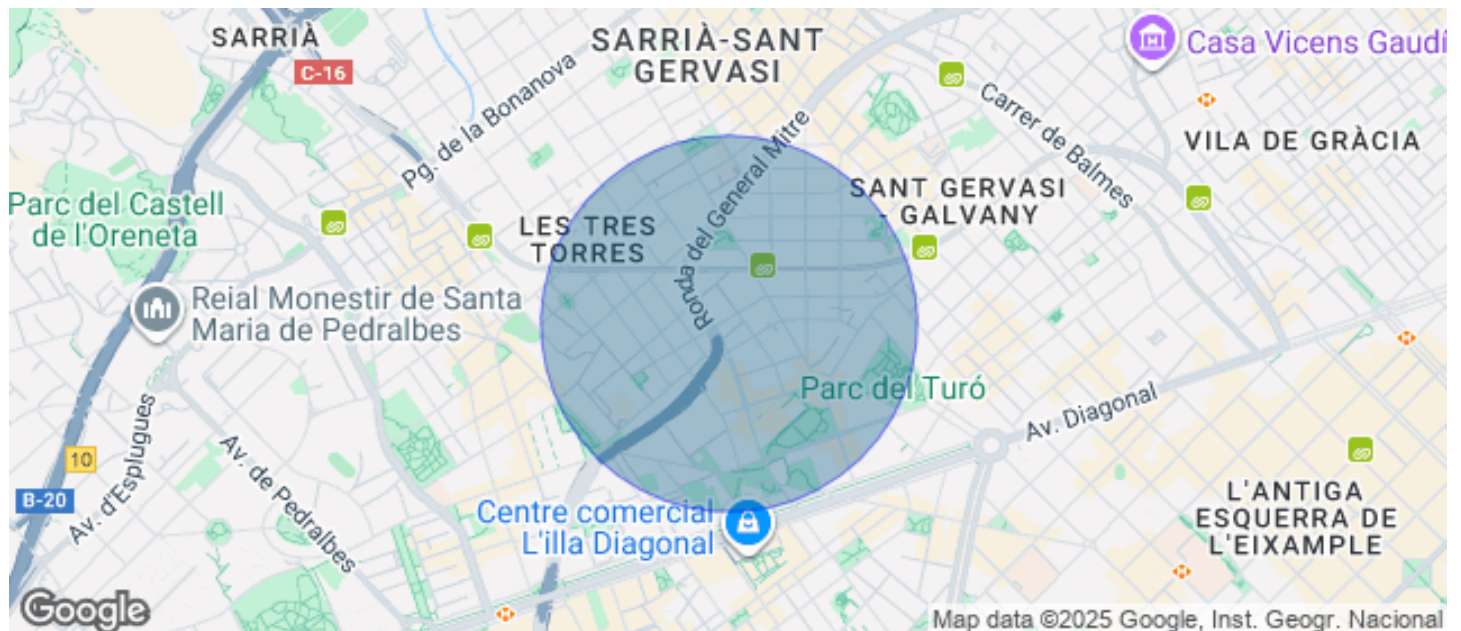 SARRIÀ
C-16
SARRIÀ-SANT
GERVASI
Casa Vicens Gaudí
Pg. de la Bonanova
Ronda del General Mitre
Carrer de Balmes
VILA DE GRÀCIA
Parc del Castell
de l'Oreneta
LES TRES
TORRES
SANT GERVASI
- GALVANY
Reial Monestir de Santa
Maria de Pedralbes
Parc del Turó
Av. Diagonal
Av. d'Esplugues
10
B-20
Av. de Pedralbes
Centre comercial
L'illa Diagonal
L'ANTIGA
ESQUERRA DE
L'EIXAMPLE
Google
Map data ©2025 Google, Inst. Geogr. Nacional